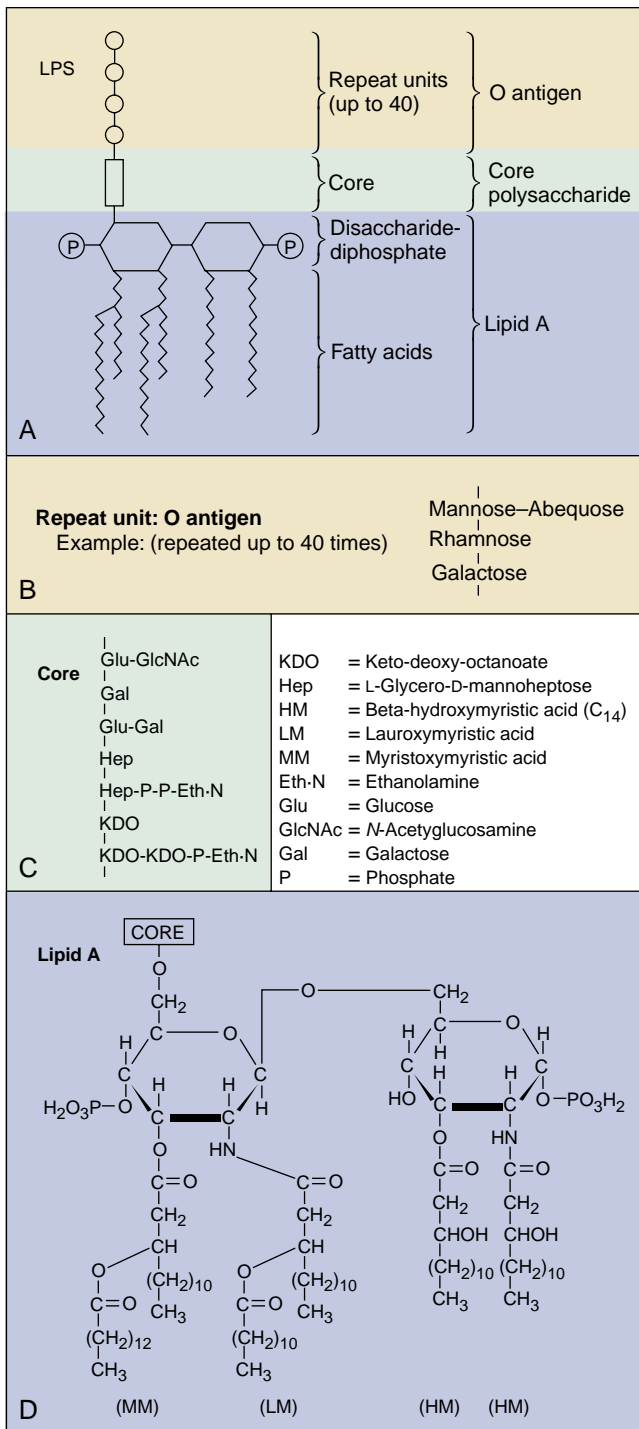 LPS
Repeat units
(up to 40)
O antigen
Core
Core
polysaccharide
P
P
Disaccharide-
diphosphate
Fatty acids
Lipid A
A
Repeat unit: O antigen
Example: (repeated up to 40 times)
Mannose–Abequose
Rhamnose
Galactose
B
Core
Glu-GlcNAc
Gal
Glu-Gal
Hep
Hep-P-P-Eth·N
KDO
KDO-KDO-P-Eth·N
C
KDO = Keto-deoxy-octanoate
Hep = L-Glycero-D-mannoheptose
HM = Beta-hydroxymyristic acid (C14)
LM = Lauroxymyristic acid
MM = Myristoxymyristic acid
Eth·N = Ethanolamine
Glu = Glucose
GlcNAc = N-Acetyglucosamine
Gal = Galactose
P = Phosphate
Lipid A
CORE
O
CH2 O CH2
C O C O
H H H H
C C C H C C
H H H H
H2O3P-O C C H HO C C O-PO3H2
O HN O HN
C=O C=O C=O C=O
CH2 CH2 CH2 CH2
CH CH CHOH CHOH
O (CH2)10 O (CH2)10 (CH2)10 (CH2)10
C=O CH3 C=O CH3 CH3 CH3
(CH2)12 (CH2)10
CH3 CH3
D (MM) (LM) (HM) (HM)